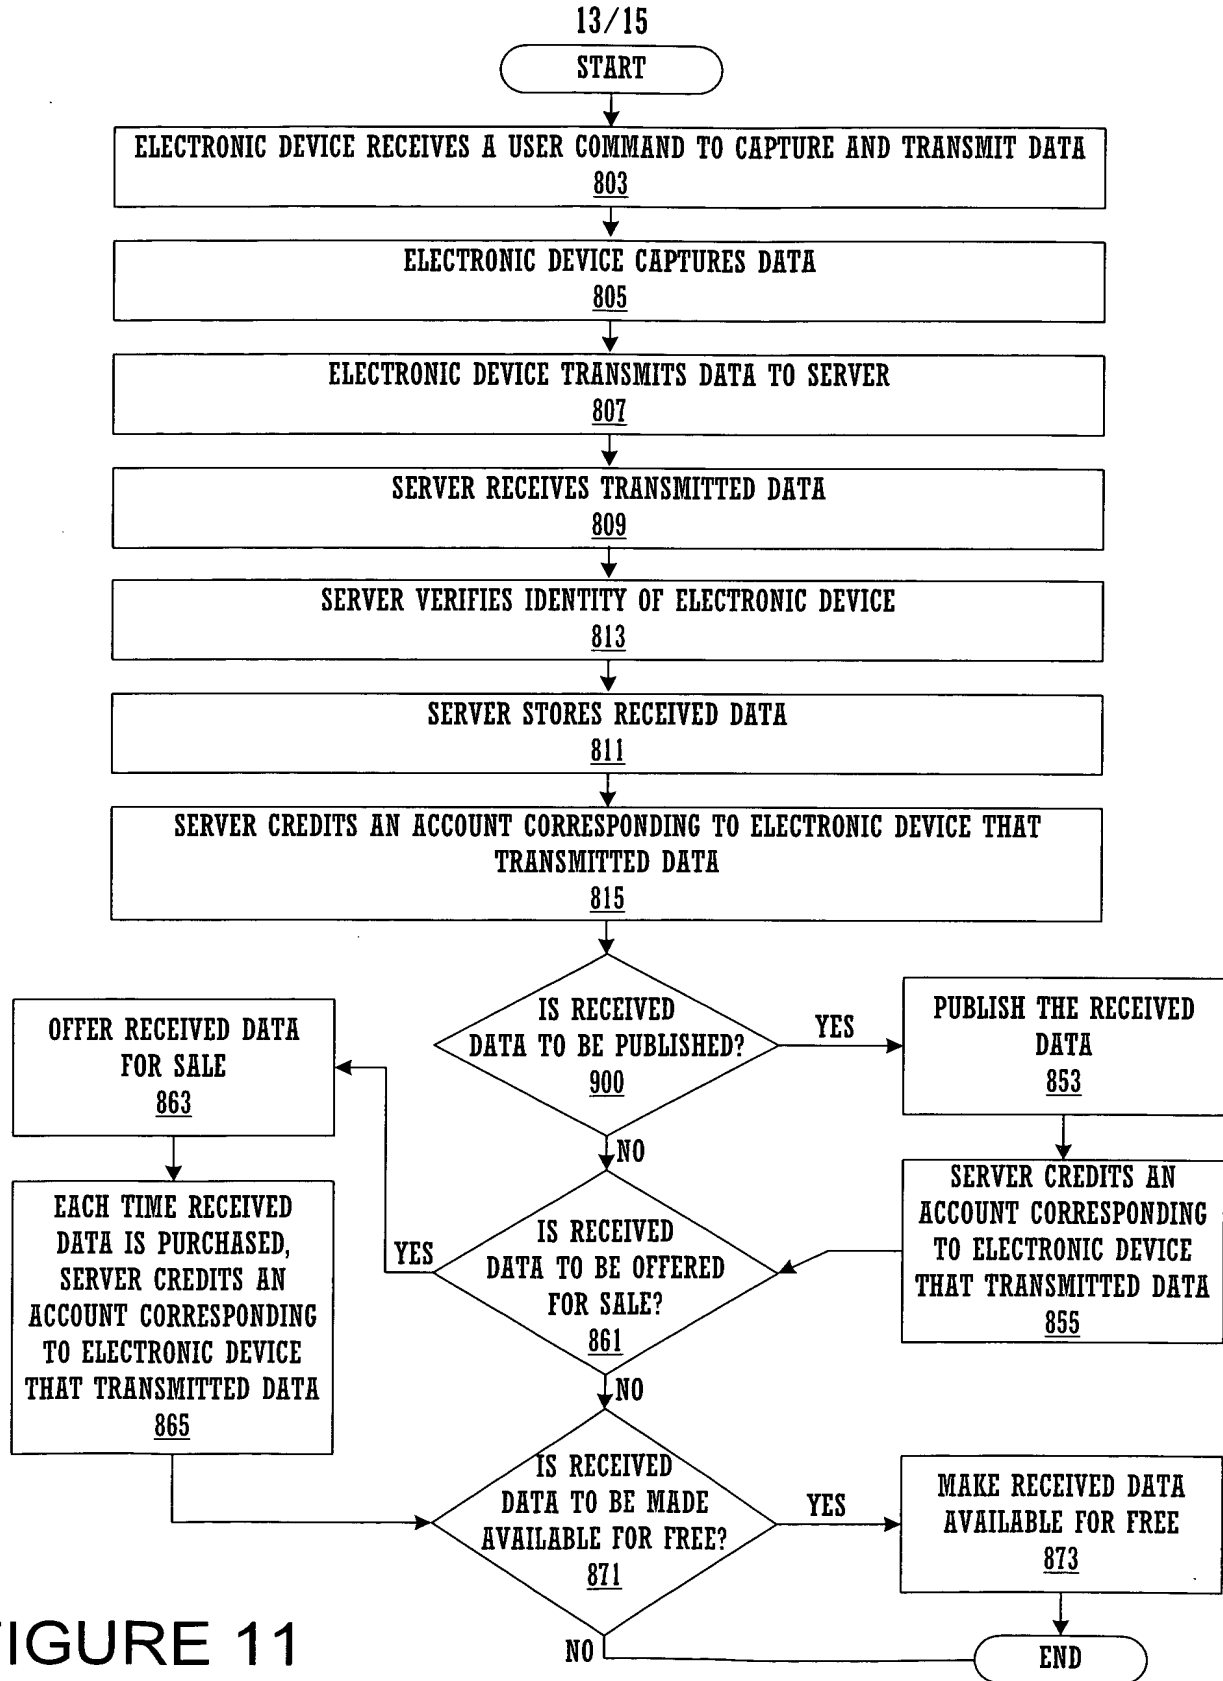 13/15
START
ELECTRONIC DEVICE RECEIVES A USER COMMAND TO CAPTURE AND TRANSMIT DATA
803
ELECTRONIC DEVICE CAPTURES DATA
805
ELECTRONIC DEVICE TRANSMITS DATA TO SERVER
807
SERVER RECEIVES TRANSMITTED DATA
809
SERVER VERIFIES IDENTITY OF ELECTRONIC DEVICE
813
SERVER STORES RECEIVED DATA
811
SERVER CREDITS AN ACCOUNT CORRESPONDING TO ELECTRONIC DEVICE THAT
TRANSMITTED DATA
815
IS RECEIVED
DATA TO BE PUBLISHED?
900
YES
PUBLISH THE RECEIVED
DATA
853
OFFER RECEIVED DATA
FOR SALE
863
NO
SERVER CREDITS AN
ACCOUNT CORRESPONDING
TO ELECTRONIC DEVICE
THAT TRANSMITTED DATA
855
IS RECEIVED
DATA TO BE OFFERED
FOR SALE?
861
YES
EACH TIME RECEIVED
DATA IS PURCHASED,
SERVER CREDITS AN
ACCOUNT CORRESPONDING
TO ELECTRONIC DEVICE
THAT TRANSMITTED DATA
865
NO
IS RECEIVED
DATA TO BE MADE
AVAILABLE FOR FREE?
871
YES
MAKE RECEIVED DATA
AVAILABLE FOR FREE
873
NO
END
FIGURE 11